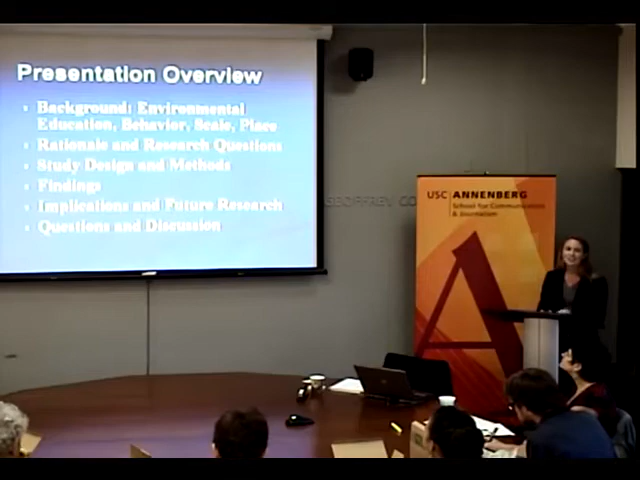 Presentation Overview
Background: Environmental
Education, Behavior, Scale, Place
Rationale and Research Questions
Study Design and Methods
Findings
Implications and Future Research
Questions and Discussion
GEOFFREY
USC ANNENBERG
School for Communication
& Journalism
A